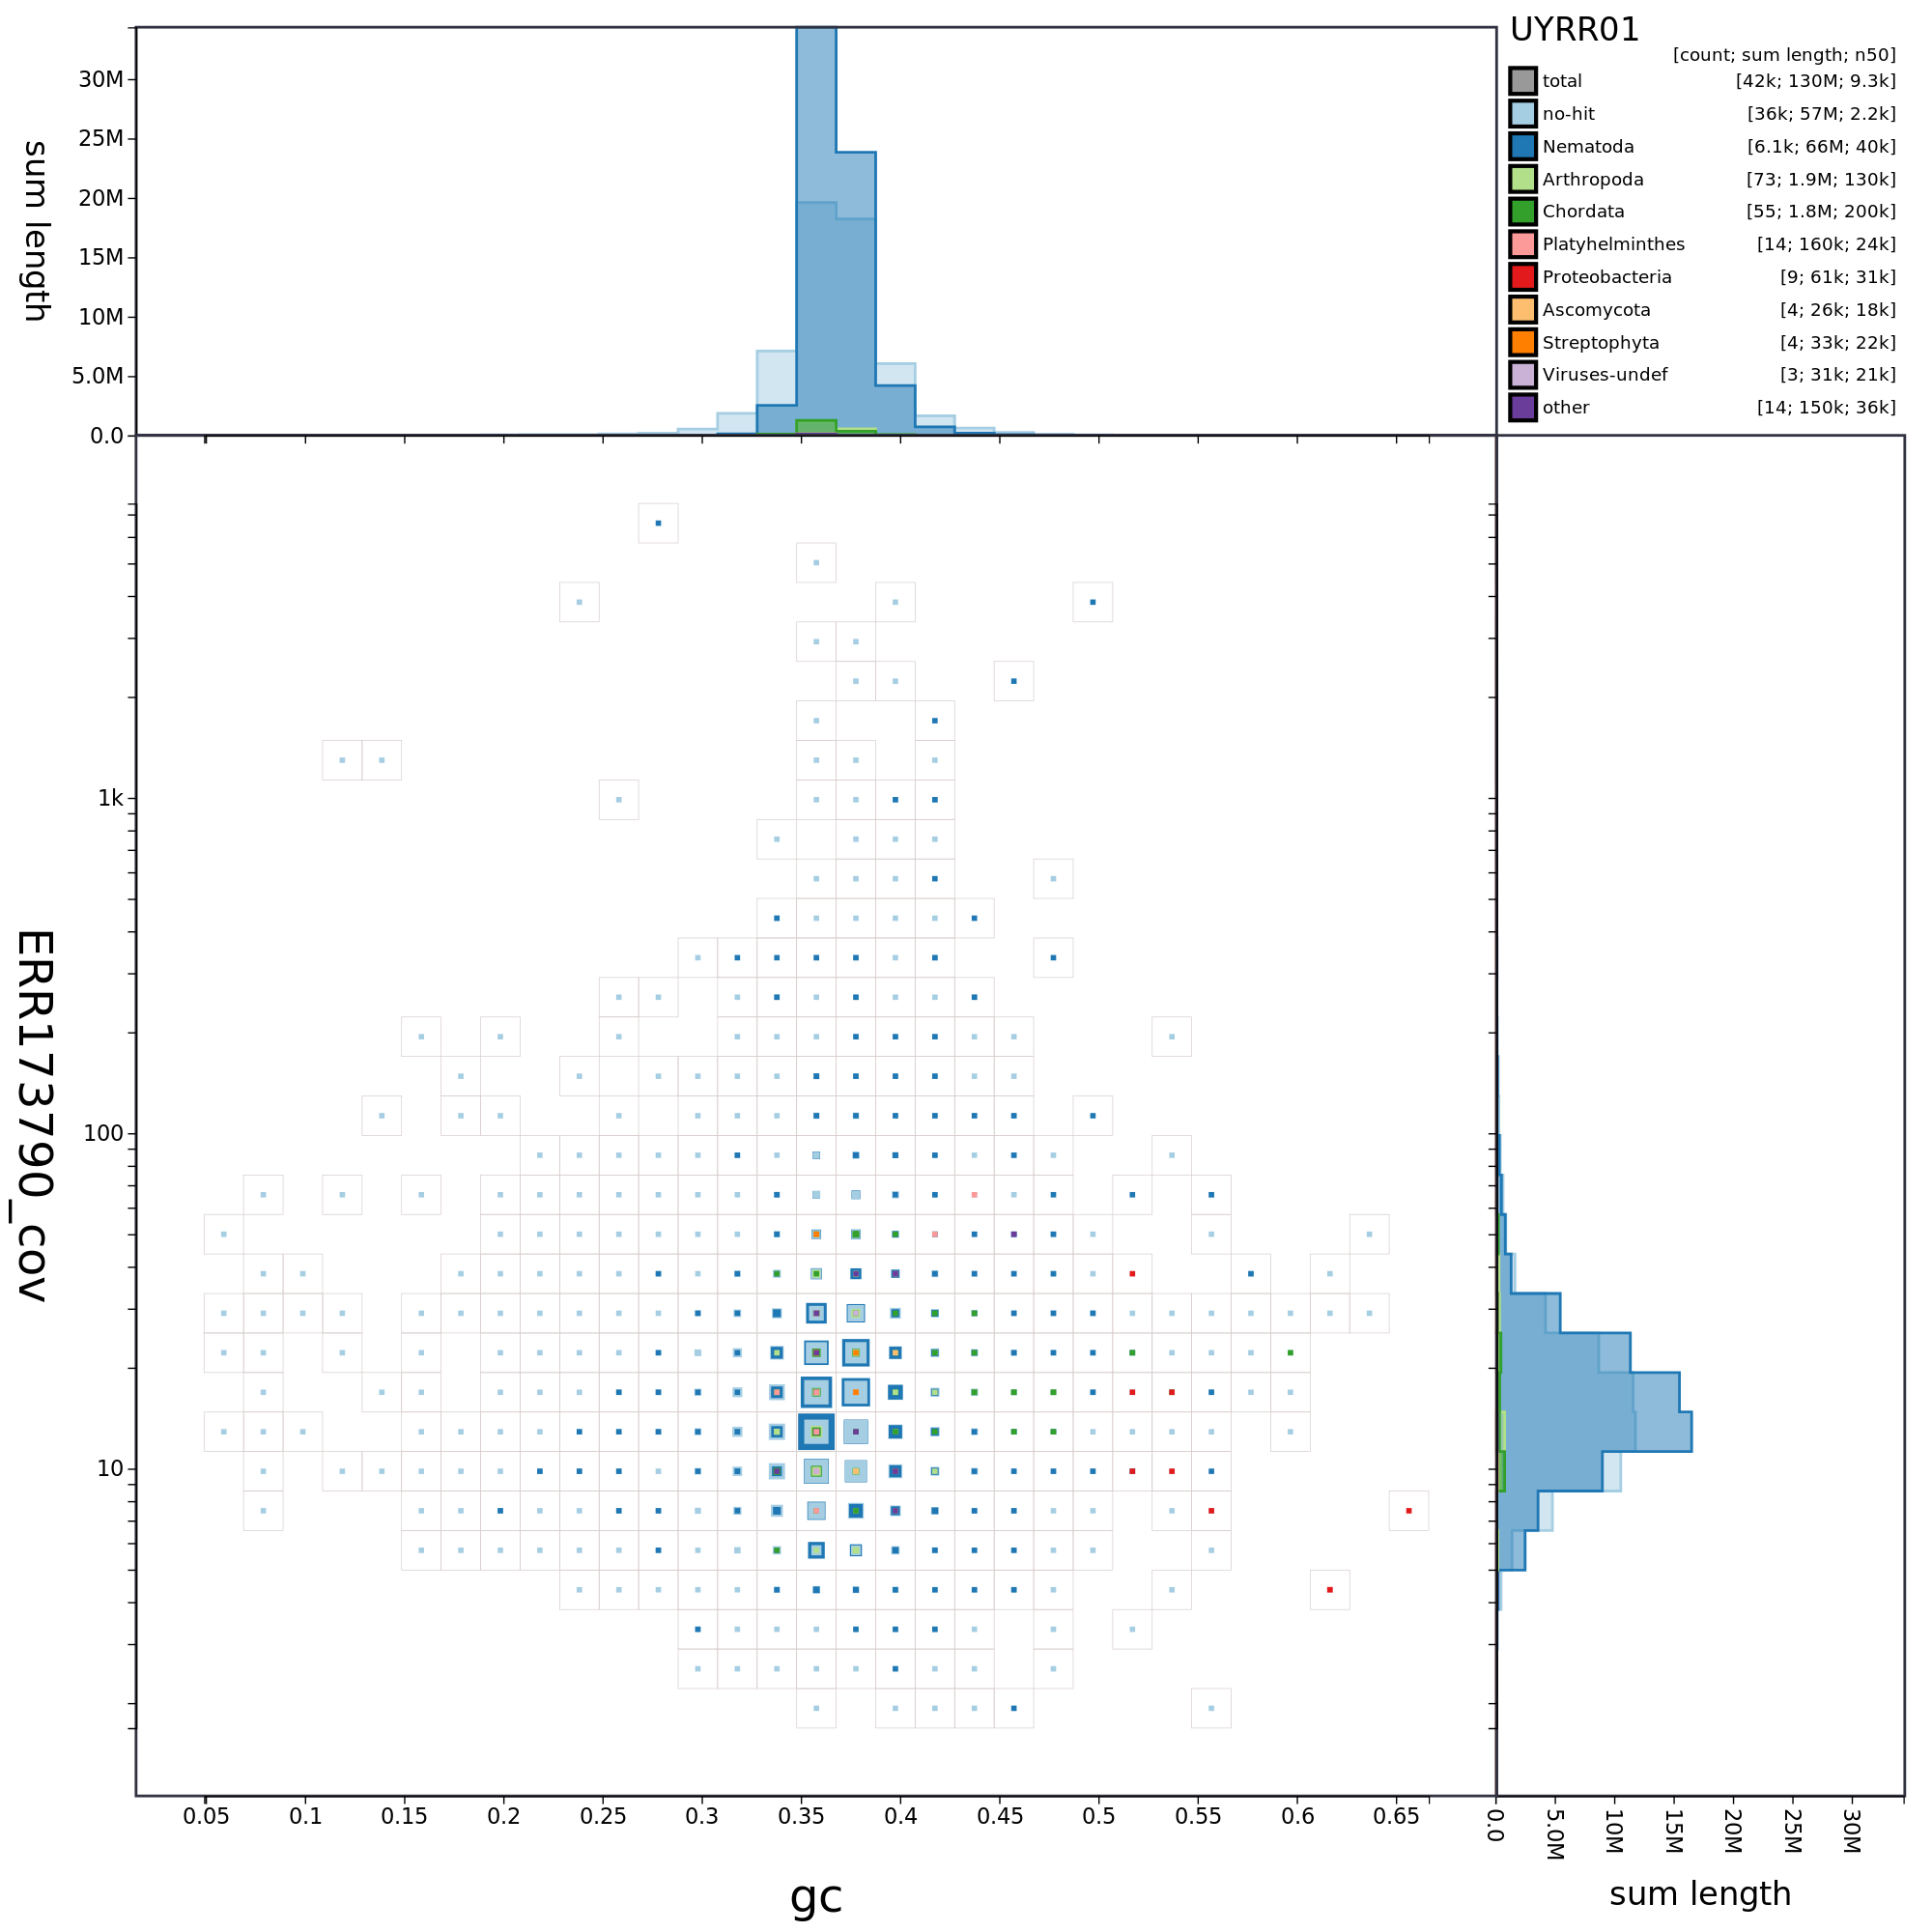 UYRR01
[count; sum length; n50]
total [42k; 130M; 9.3k]
no-hit [36k; 57M; 2.2k]
Nematoda [6.1k; 66M; 40k]
Arthropoda [73; 1.9M; 130k]
Chordata [55; 1.8M; 200k]
Platyhelminthes [14; 160k; 24k]
Proteobacteria [9; 61k; 31k]
Ascomycota [4; 26k; 18k]
Streptophyta [4; 33k; 22k]
Viruses-undef [3; 31k; 21k]
other [14; 150k; 36k]
sum length
30M
25M
20M
15M
10M
5.0M
0.0
ERR173790_cov
1k
100
10
0.05 0.1 0.15 0.2 0.25 0.3 0.35 0.4 0.45 0.5 0.55 0.6 0.65
gc
0.0 5.0M 10M 15M 20M 25M 30M
sum length